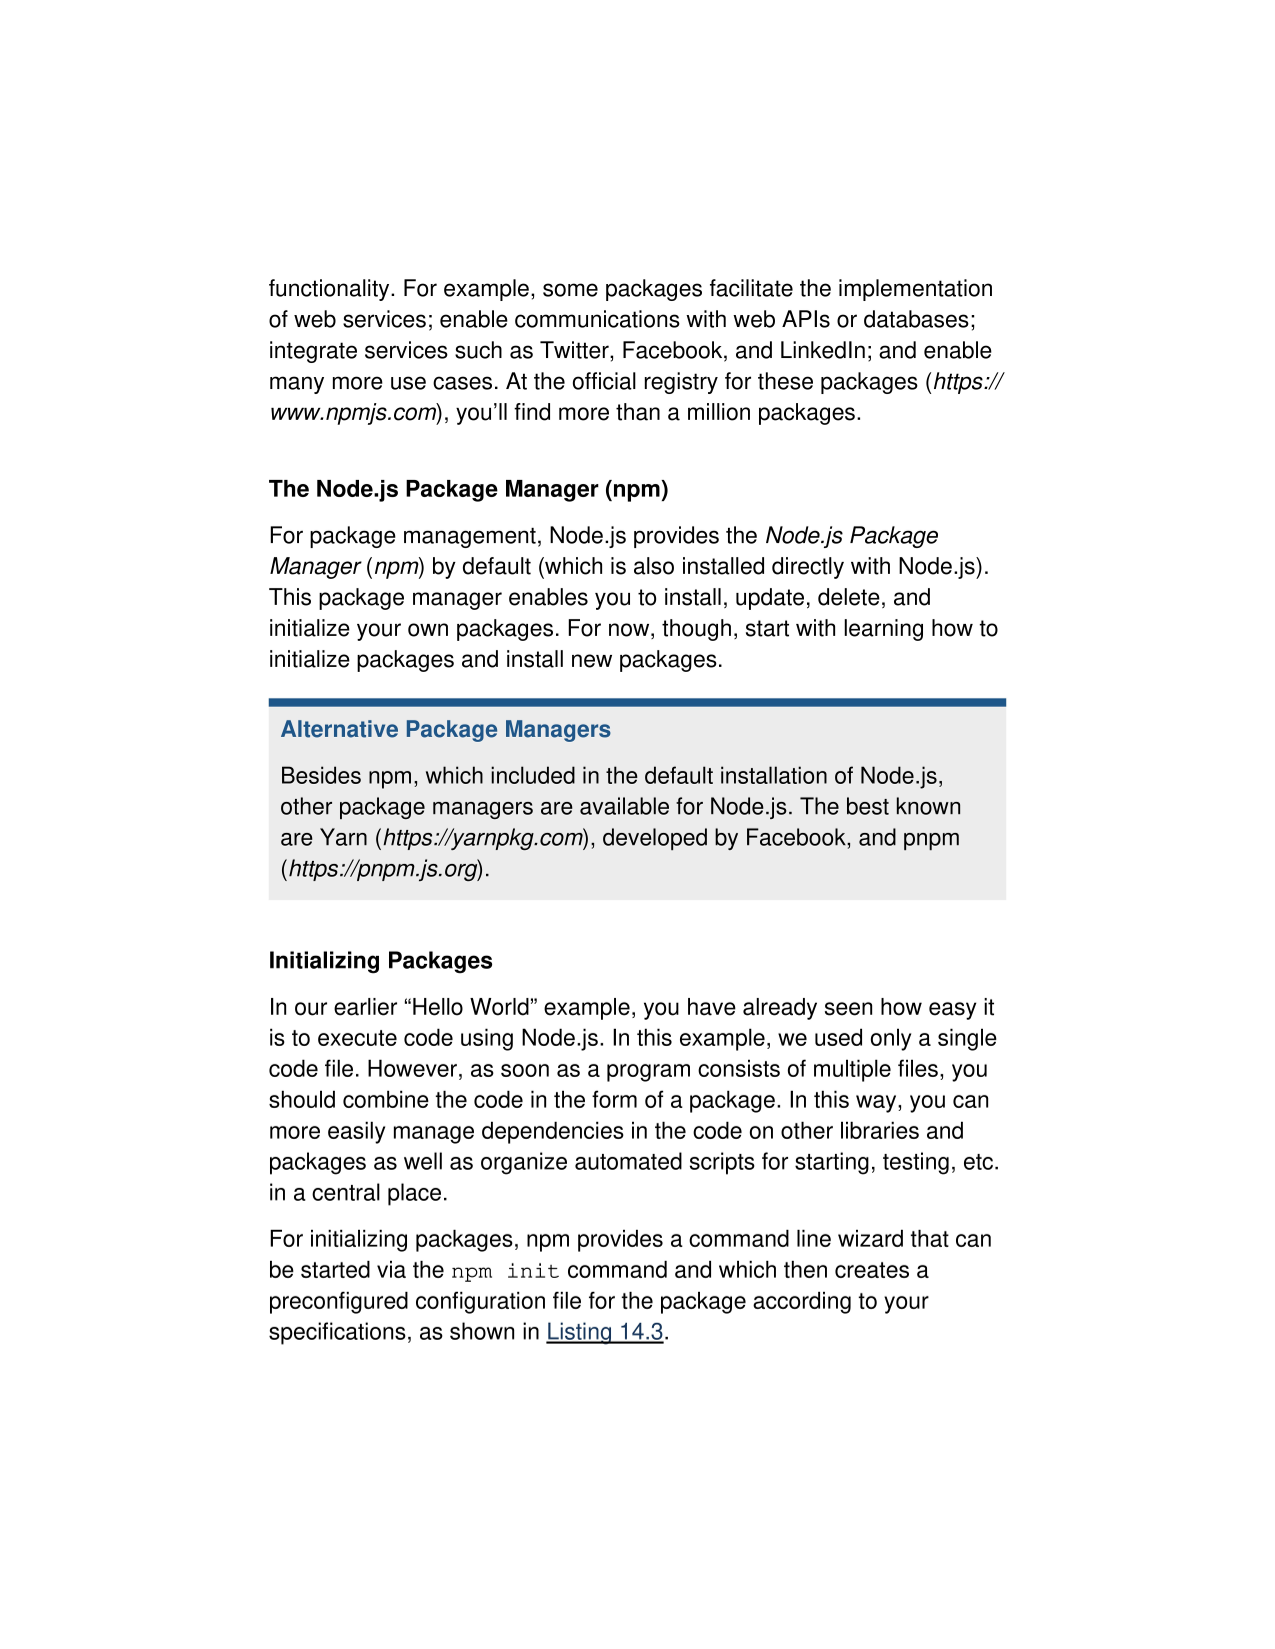 functionality. For example, some packages facilitate the implementation
of web services; enable communications with web APIs or databases;
integrate services such as Twitter, Facebook, and LinkedIn; and enable
many more use cases. At the official registry for these packages (https://
www.npmjs.com), you’ll find more than a million packages.
The Node.js Package Manager (npm)
For package management, Node.js provides the Node.js Package
Manager (npm) by default (which is also installed directly with Node.js).
This package manager enables you to install, update, delete, and
initialize your own packages. For now, though, start with learning how to
initialize packages and install new packages.
Alternative Package Managers
Besides npm, which included in the default installation of Node.js,
other package managers are available for Node.js. The best known
are Yarn (https://yarnpkg.com), developed by Facebook, and pnpm
(https://pnpm.js.org).
Initializing Packages
In our earlier “Hello World” example, you have already seen how easy it
is to execute code using Node.js. In this example, we used only a single
code file. However, as soon as a program consists of multiple files, you
should combine the code in the form of a package. In this way, you can
more easily manage dependencies in the code on other libraries and
packages as well as organize automated scripts for starting, testing, etc.
in a central place.
For initializing packages, npm provides a command line wizard that can
be started via the npm init command and which then creates a
preconfigured configuration file for the package according to your
specifications, as shown in Listing 14.3.